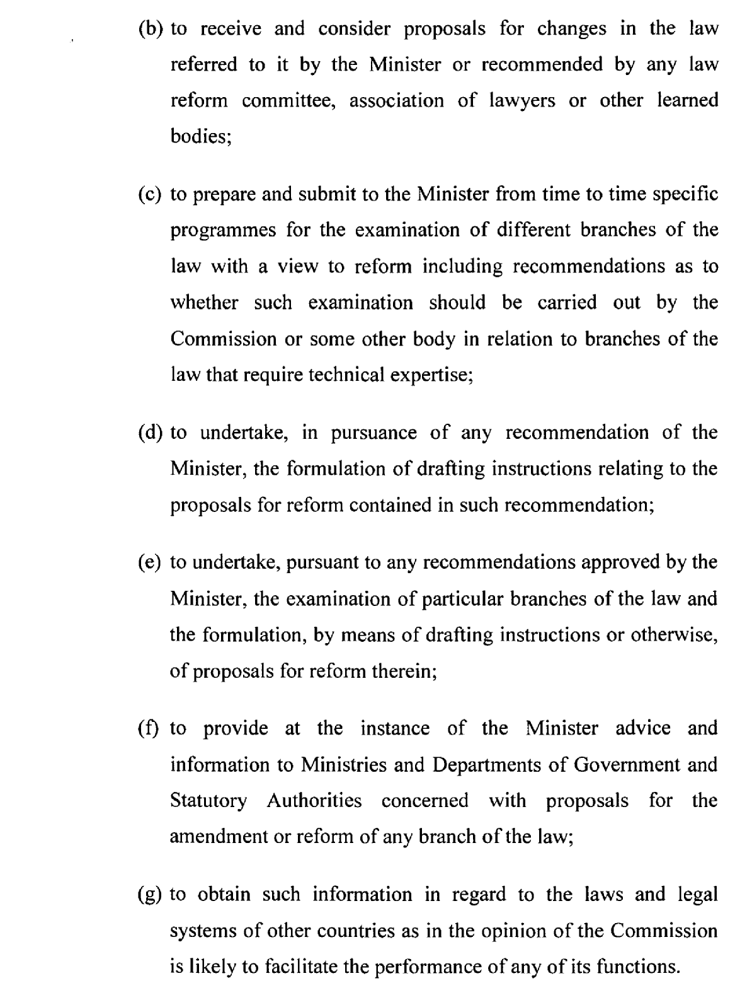 (b) to receive and consider proposals for changes in the law
referred to it by the Minister or recommended by any law
reform committee, association of lawyers or other learned
bodies;
(c) to prepare and submit to the Minister from time to time specific
programmes for the examination of different branches of the
law with a view to reform including recommendations as to
whether such examination should be carried out by the
Commission or some other body in relation to branches of the
law that require technical expertise;
(d) to undertake, in pursuance of any recommendation of the
Minister, the formulation of drafting instructions relating to the
proposals for reform contained in such recommendation;
(e) to undertake, pursuant to any recommendations approved by the
Minister, the examination of particular branches of the law and
the formulation, by means of drafting instructions or otherwise,
of proposals for reform therein;
(f) to provide at the instance of the Minister advice and
information to Ministries and Departments of Government and
Statutory Authorities concerned with proposals for the
amendment or reform of any branch of the law;
(g) to obtain such information in regard to the laws and legal
systems of other countries as in the opinion of the Commission
is likely to facilitate the performance of any of its functions.